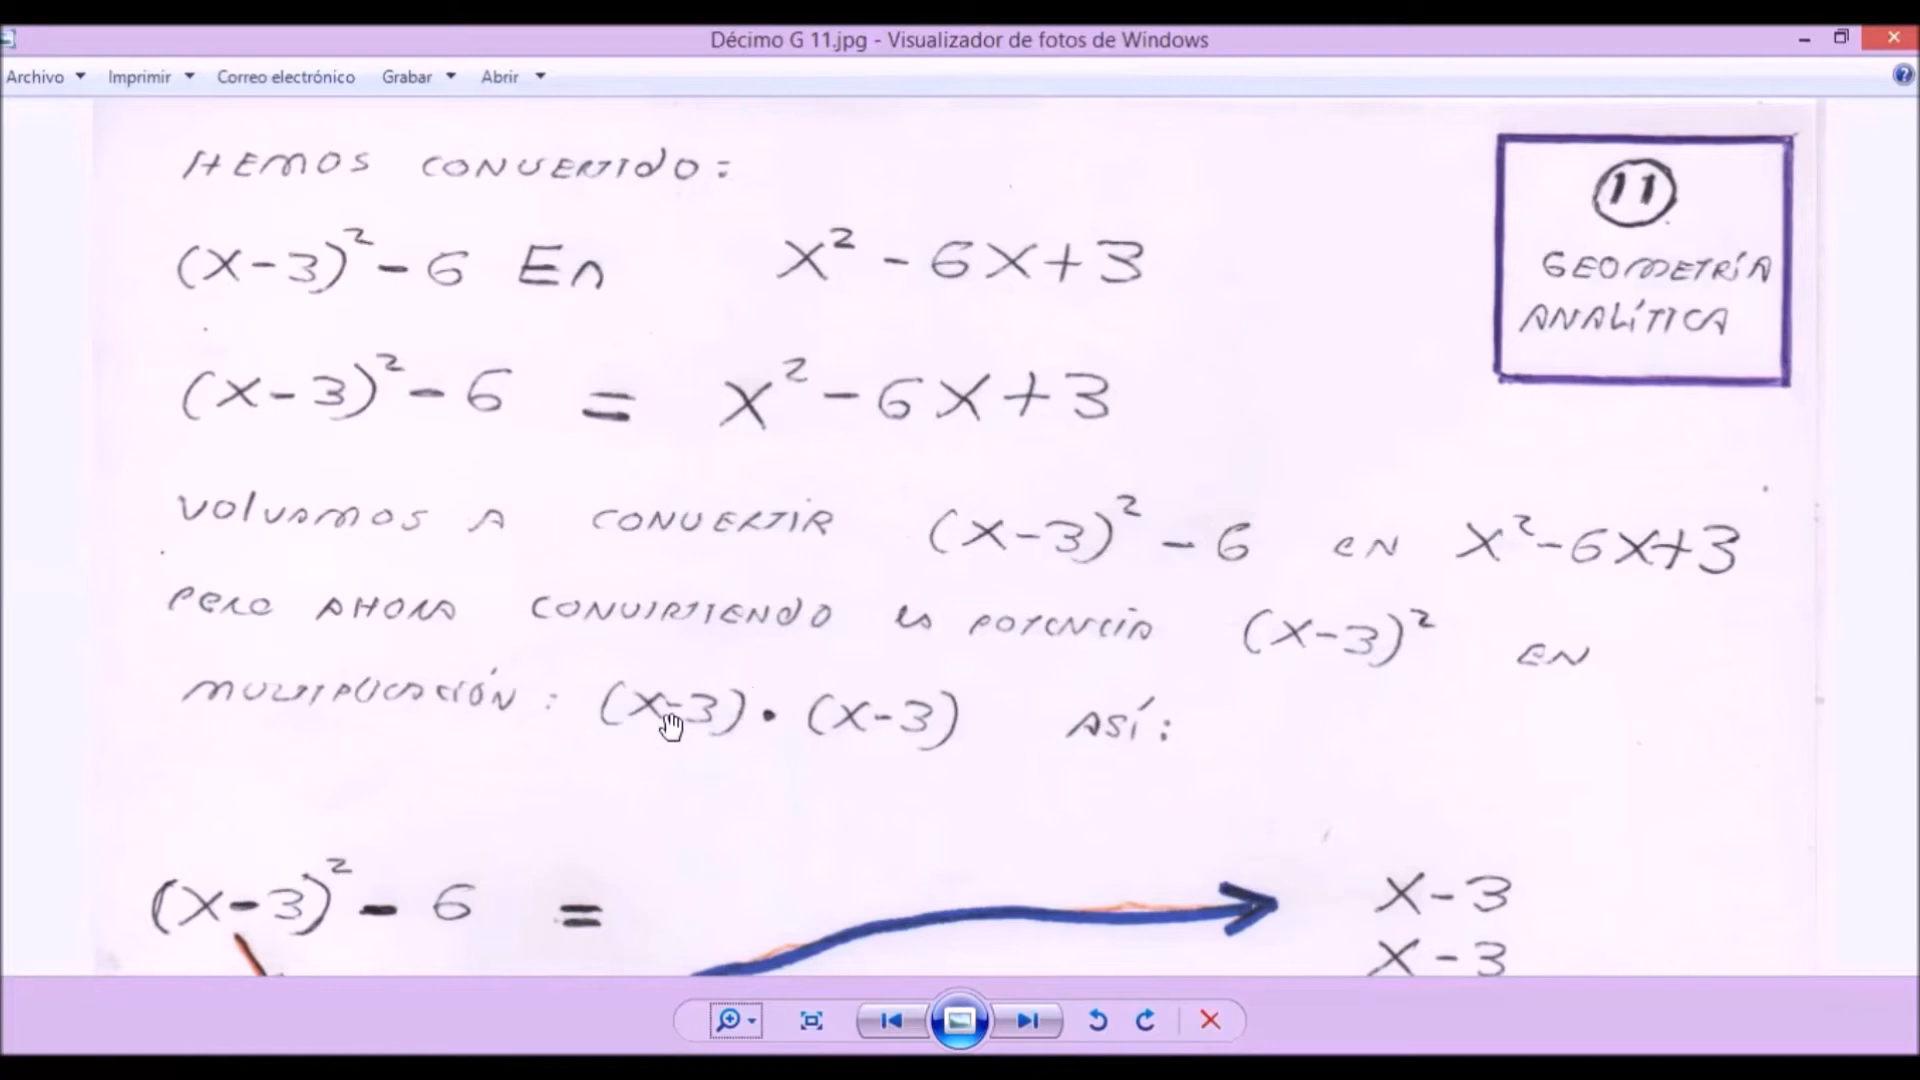 Décimo G 11.jpg - Visualizador de fotos de Windows
Archivo Imprimir Correo electrónico Grabar Abrir
HEMOS CONVERTIDO:
(X-3)² - 6 En X² - 6X+3
(X-3)² - 6 = X² - 6X+3
11
GEOMETRÍA
ANALÍTICA
VOlVAMOS A CONVERTIR (X-3)² - 6 EN X²-6X+3
pero AHORA CONVIRTIENDO la POTENCIA (X-3)² EN
MULTIPLICACIÓN: (X-3) • (X-3) ASÍ:
(X-3)² - 6 =
X-3
X-3